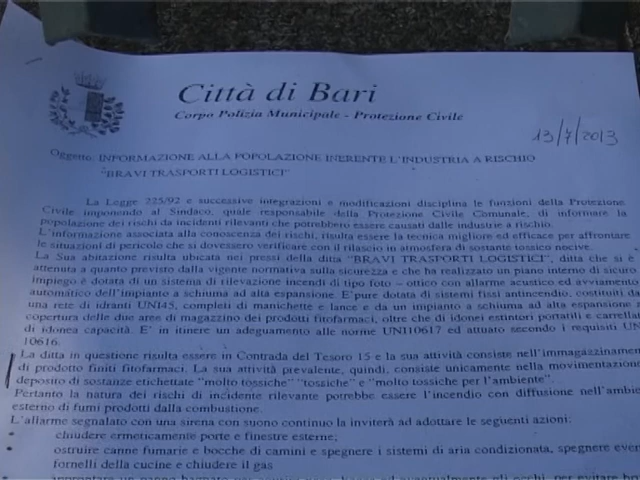 Città di Bari
Corpo Polizia Municipale - Protezione Civile
13/7/2013
Oggetto: INFORMAZIONE ALLA POPOLAZIONE INERENTE L'INDUSTRIA A RISCHIO
"BRAVI TRASPORTI LOGISTICI"
La Legge 225/92 e successive integrazioni e modificazioni disciplina le funzioni della Protezione
Civile imponendo al Sindaco, quale responsabile della Protezione Civile Comunale, di informare la
popolazione dei rischi da incidenti rilevanti che potrebbero essere causati dalle industrie a rischio.
L'informazione associata alla conoscenza dei rischi, risulta essere la tecnica migliore ed efficace per affrontare
le situazioni di pericolo che si dovessero verificare con il rilascio in atmosfera di sostante tossico nocive.
La Sua abitazione risulta ubicata nei pressi della ditta "BRAVI TRASPORTI LOGISTICI", ditta che si è
attenuta a quanto previsto dalla vigente normativa sulla sicurezza e che ha realizzato un piano interno di sicure
impiego è dotata di un sistema di rilevazione incendi di tipo foto – ottico con allarme acustico ed avviamento
automatico dell'impianto a schiuma ad alta espansione. E' pure dotata di sistemi fissi antincendio, costituiti da
una rete di idranti UNI45, completi di manichette e lance e da un impianto a schiuma ad alta espansione
copertura delle due aree di magazzino dei prodotti fitofarmaci, oltre che di idonei estintori portatili e carrellat
di idonea capacità. E' in itinere un adeguamento alle norme UNI10617 ed attuato secondo i requisiti UN
10616.
La ditta in questione risulta essere in Contrada del Tesoro 15 e la sua attività consiste nell'immagazzinamen
di prodotto finiti fitofarmaci. La sua attività prevalente, quindi, consiste unicamente nella movimentazione
deposito di sostanze etichettate "molto tossiche" "tossiche" e "molto tossiche per l'ambiente".
Pertanto la natura dei rischi di incidente rilevante potrebbe essere l'incendio con diffusione nell'ambie
esterno di fumi prodotti dalla combustione.
L'allarme segnalato con una sirena con suono continuo la inviterà ad adottare le seguenti azioni:
• chiudere ermeticamente porte e finestre esterne;
• ostruire canne fumarie e bocche di camini e spegnere i sistemi di aria condizionata, spegnere even
fornelli della cucine e chiudere il gas